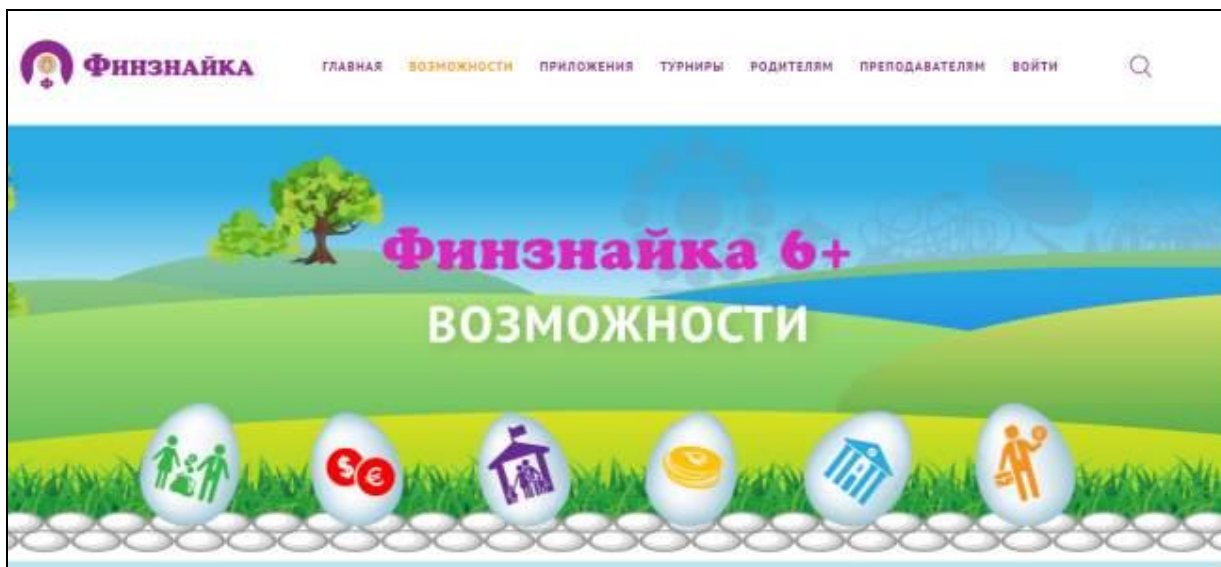 Финзнайка
ГЛАВНАЯ ВОЗМОЖНОСТИ ПРИЛОЖЕНИЯ ТУРНИРЫ РОДИТЕЛЯМ ПРЕПОДАВАТЕЛЯМ ВОЙТИ
Финзнайка 6+
ВОЗМОЖНОСТИ
$ €